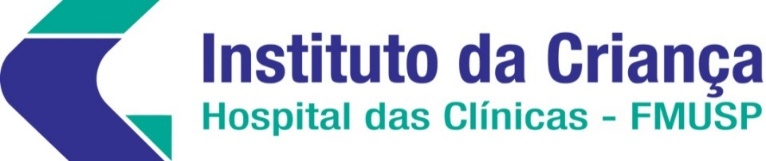 Instituto da Criança
Hospital das Clínicas - FMUSP